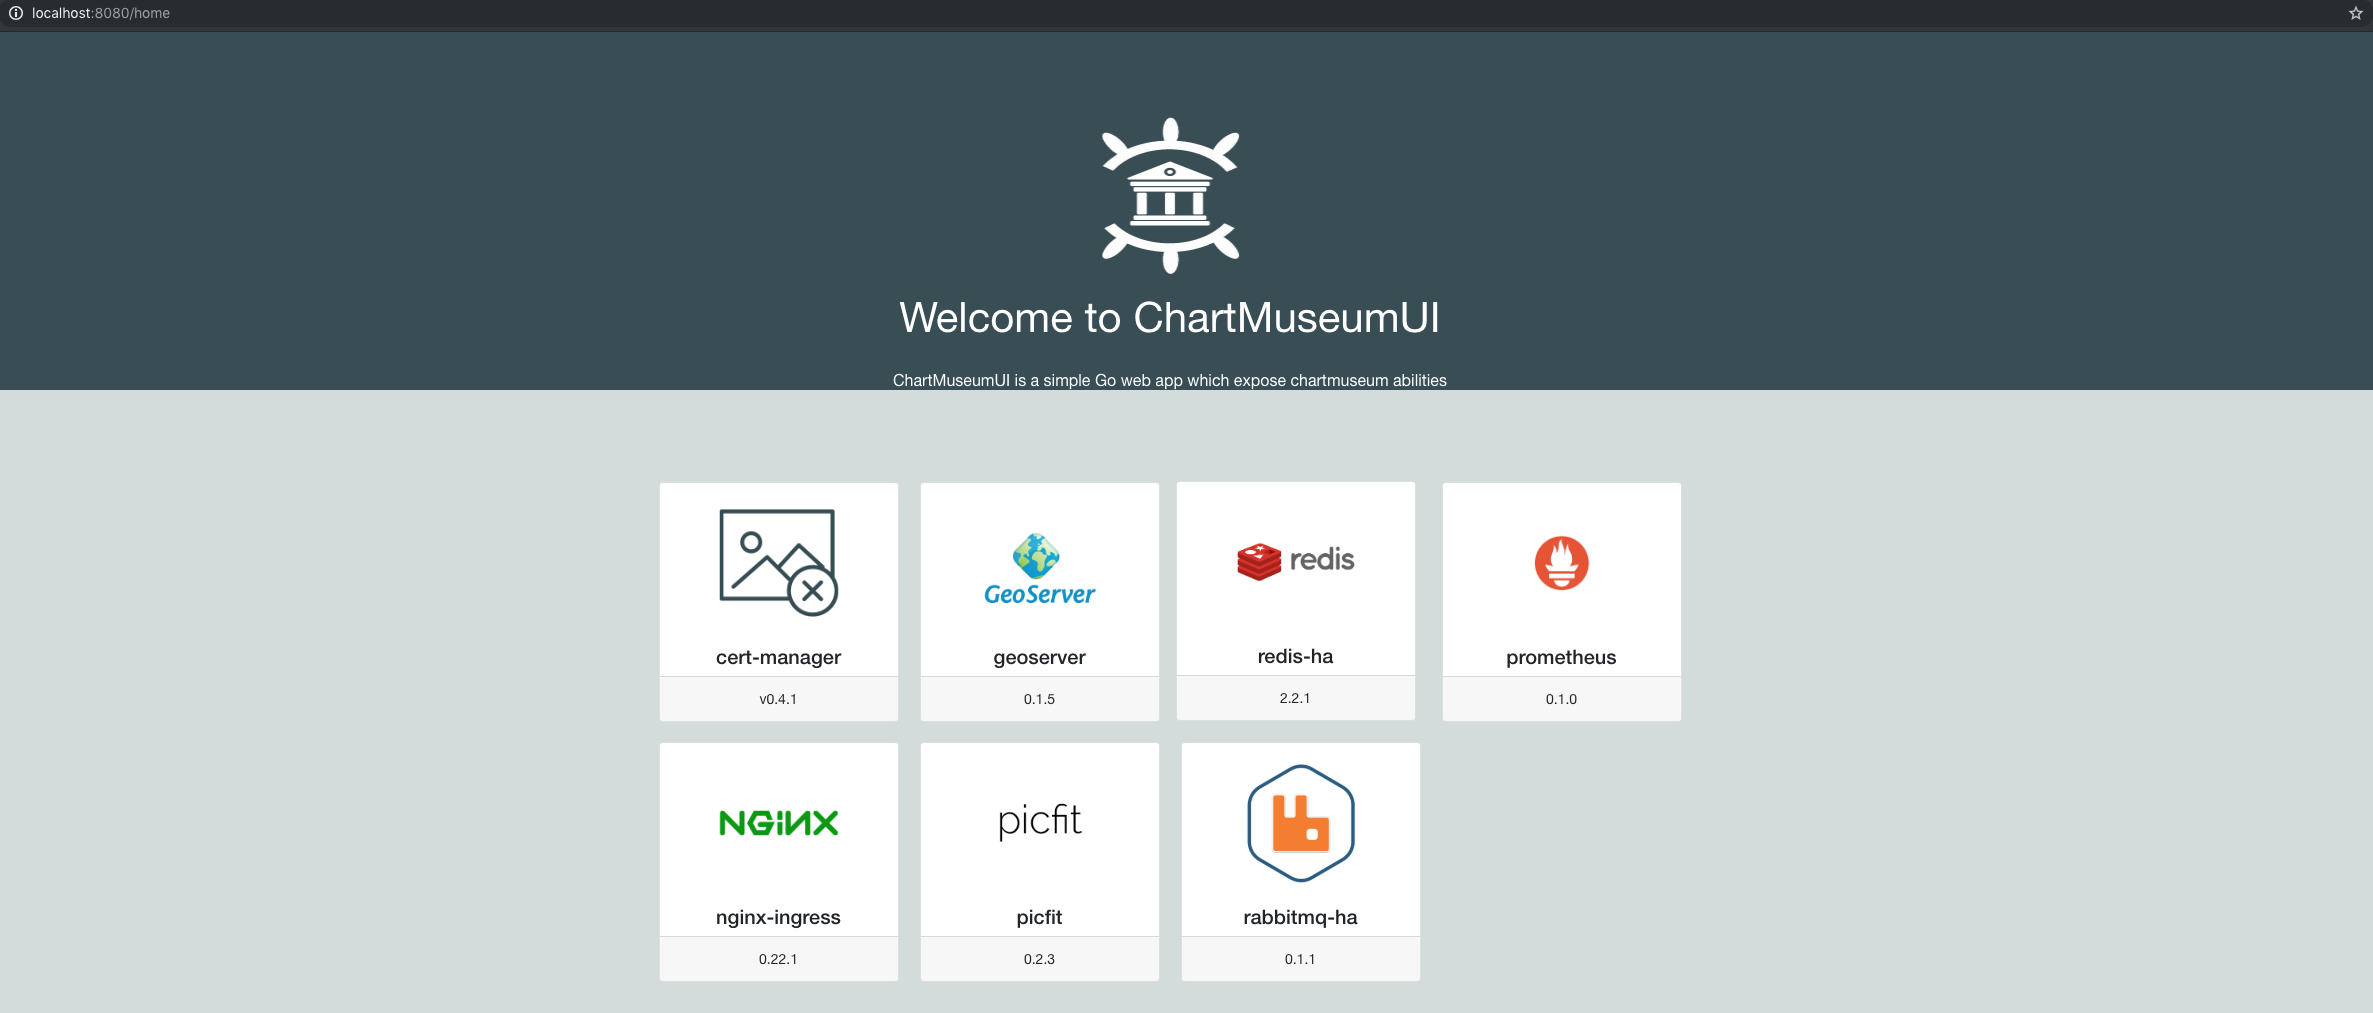 localhost:8080/home
Welcome to ChartMuseumUI
ChartMuseumUI is a simple Go web app which expose chartmuseum abilities
cert-manager
v0.4.1
GeoServer
geoserver
0.1.5
redis
redis-ha
2.2.1
prometheus
0.1.0
NGiNX
nginx-ingress
0.22.1
picfit
picfit
0.2.3
rabbitmq-ha
0.1.1